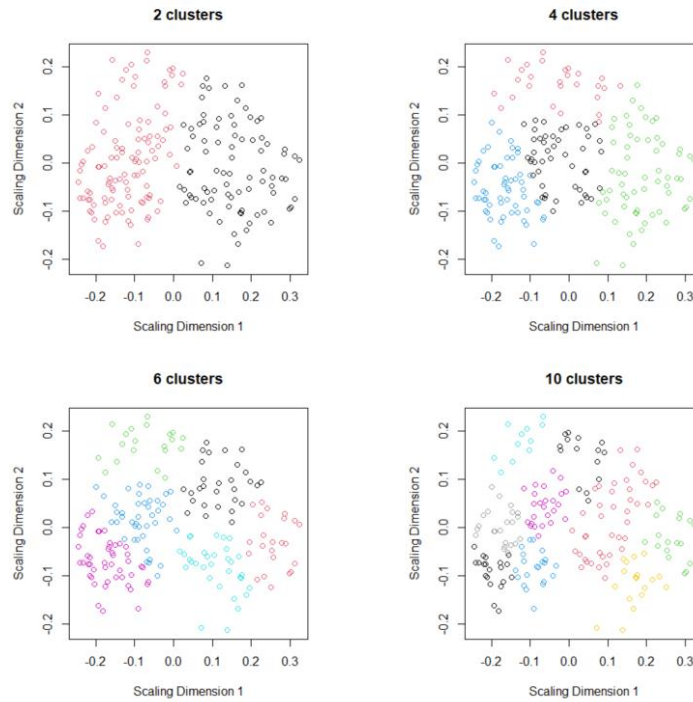 2 clusters
Scaling Dimension 2
0.2
0.1
0.0
-0.1
-0.2
-0.2 -0.1 0.0 0.1 0.2 0.3
Scaling Dimension 1
4 clusters
Scaling Dimension 2
0.2
0.1
0.0
-0.1
-0.2
-0.2 -0.1 0.0 0.1 0.2 0.3
Scaling Dimension 1
6 clusters
Scaling Dimension 2
0.2
0.1
0.0
-0.1
-0.2
-0.2 -0.1 0.0 0.1 0.2 0.3
Scaling Dimension 1
10 clusters
Scaling Dimension 2
0.2
0.1
0.0
-0.1
-0.2
-0.2 -0.1 0.0 0.1 0.2 0.3
Scaling Dimension 1